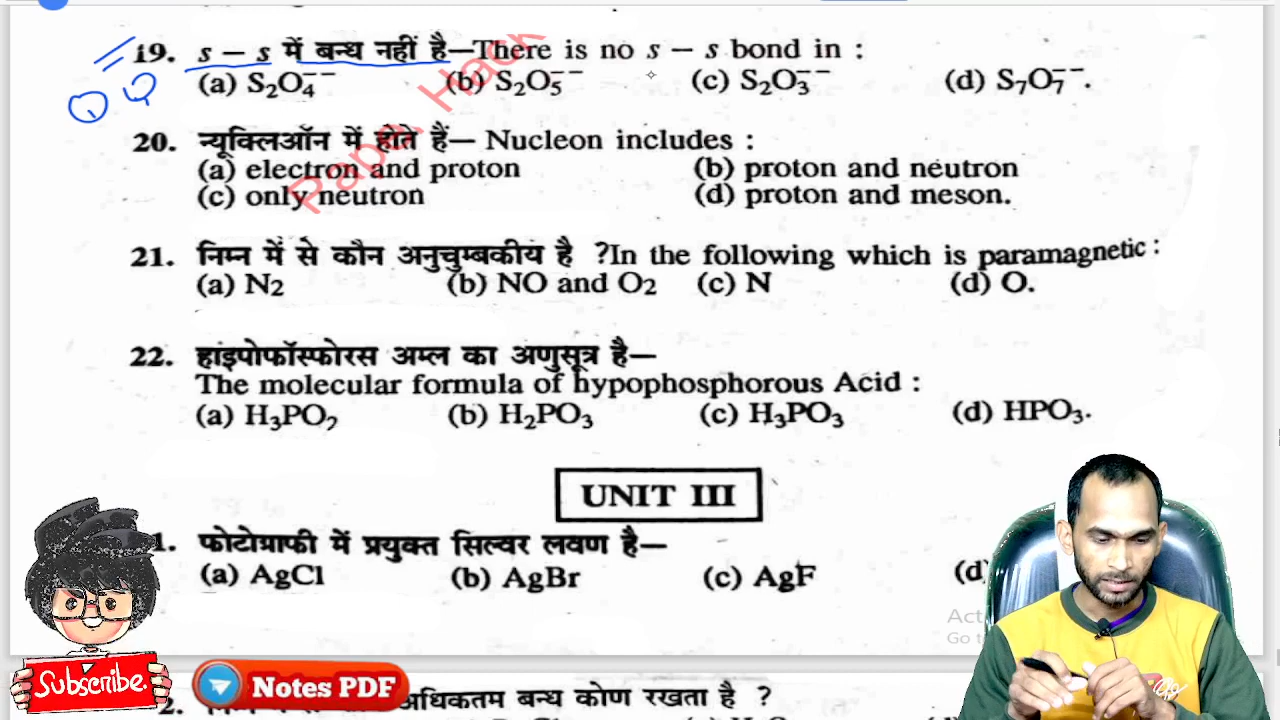 19. s – s में बन्ध नहीं है—There is no s – s bond in :
(a) S₂O₄⁻⁻ (b) S₂O₅⁻⁻ (c) S₂O₃⁻⁻ (d) S₇O₇⁻⁻.
20. न्यूक्लिऑन में होते हैं— Nucleon includes :
(a) electron and proton (b) proton and neutron
(c) only neutron (d) proton and meson.
21. निम्न में से कौन अनुचुम्बकीय है ?In the following which is paramagnetic :
(a) N₂ (b) NO and O₂ (c) N (d) O.
22. हाइपोफॉस्फोरस अम्ल का अणुसूत्र है—
The molecular formula of hypophosphorous Acid :
(a) H₃PO₂ (b) H₂PO₃ (c) H₃PO₃ (d) HPO₃.
UNIT III
1. फोटोग्राफी में प्रयुक्त सिल्वर लवण है—
(a) AgCl (b) AgBr (c) AgF (d)
Subscribe.
Notes PDF
2. अधिकतम बन्ध कोण रखता है ?